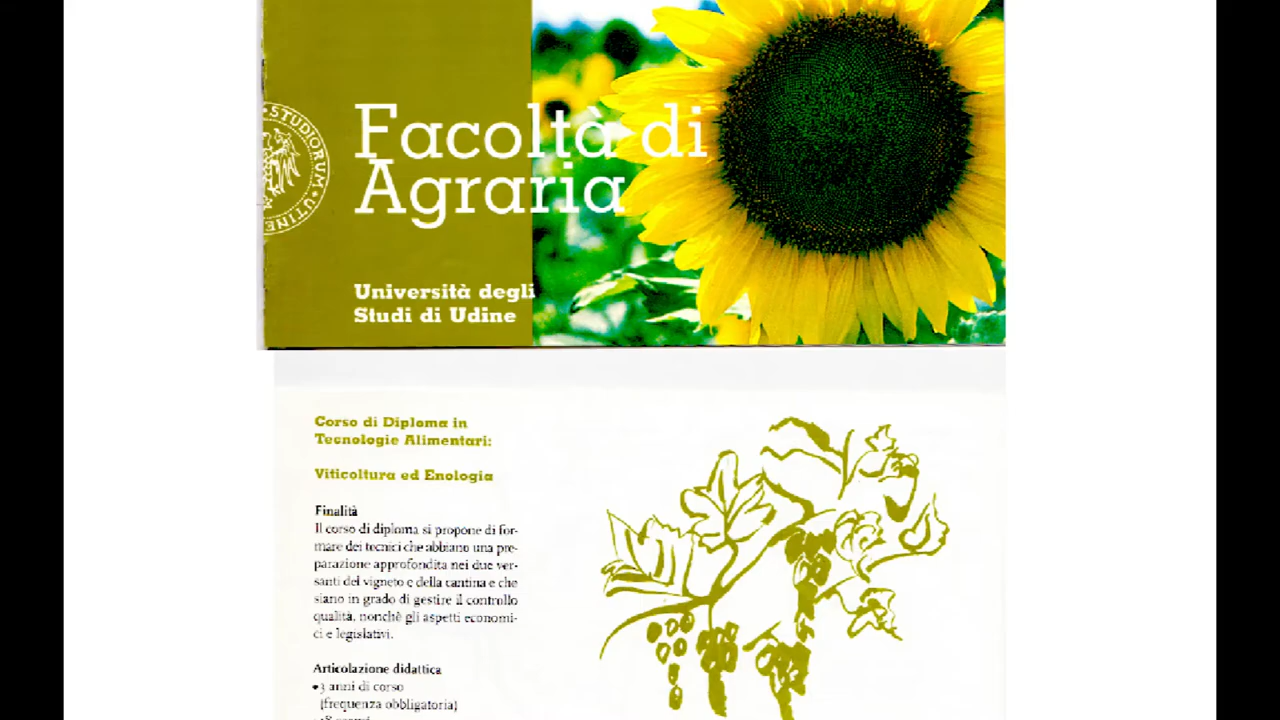 STUDIORUM • UTINE
Facoltà di
Agraria
Università degli
Studi di Udine
Corso di Diploma in
Tecnologie Alimentari:
Viticoltura ed Enologia
Finalità
Il corso di diploma si propone di for-
mare dei tecnici che abbiano una pre-
parazione approfondita nei due ver-
santi del vigneto e della cantina e che
siano in grado di gestire il controllo
qualità, nonchè gli aspetti economi-
ci e legislativi.
Articolazione didattica
•3 anni di corso
(frequenza obbligatoria)